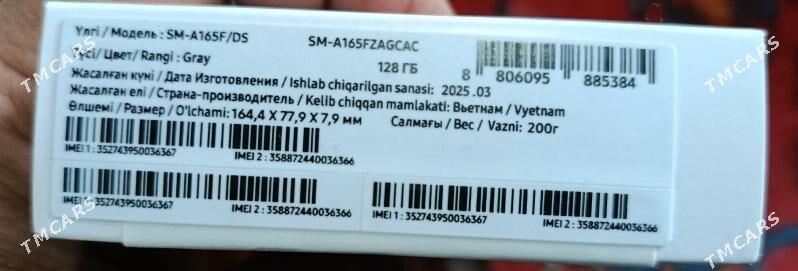 Үлгі / Модель : SM-A165F/DS SM-A165FZAGCAC
Түсі/ Цвет/ Rangi : Gray 128 ГБ
8 806095 885384
Жасалған күні / Дата Изготовления / Ishlab chiqarilgan sanasi: 2025 .03
Жасалған елі / Страна-производитель / Kelib chiqqan mamlakati: Вьетнам / Vyetnam
Өлшемі / Размер / O'lchami: 164,4 X 77,9 X 7,9 мм Салмағы / Вес / Vazni: 200г
IMEI 1 : 352743950036367 IMEI 2 : 358872440036366
IMEI 1 : 352743950036367 IMEI 2 : 358872440036366
IMEI 1 : 352743950036367 IMEI 2 : 358872440036366
TMCARS
TMCARS
TMCARS
TMCARS
TMCARS